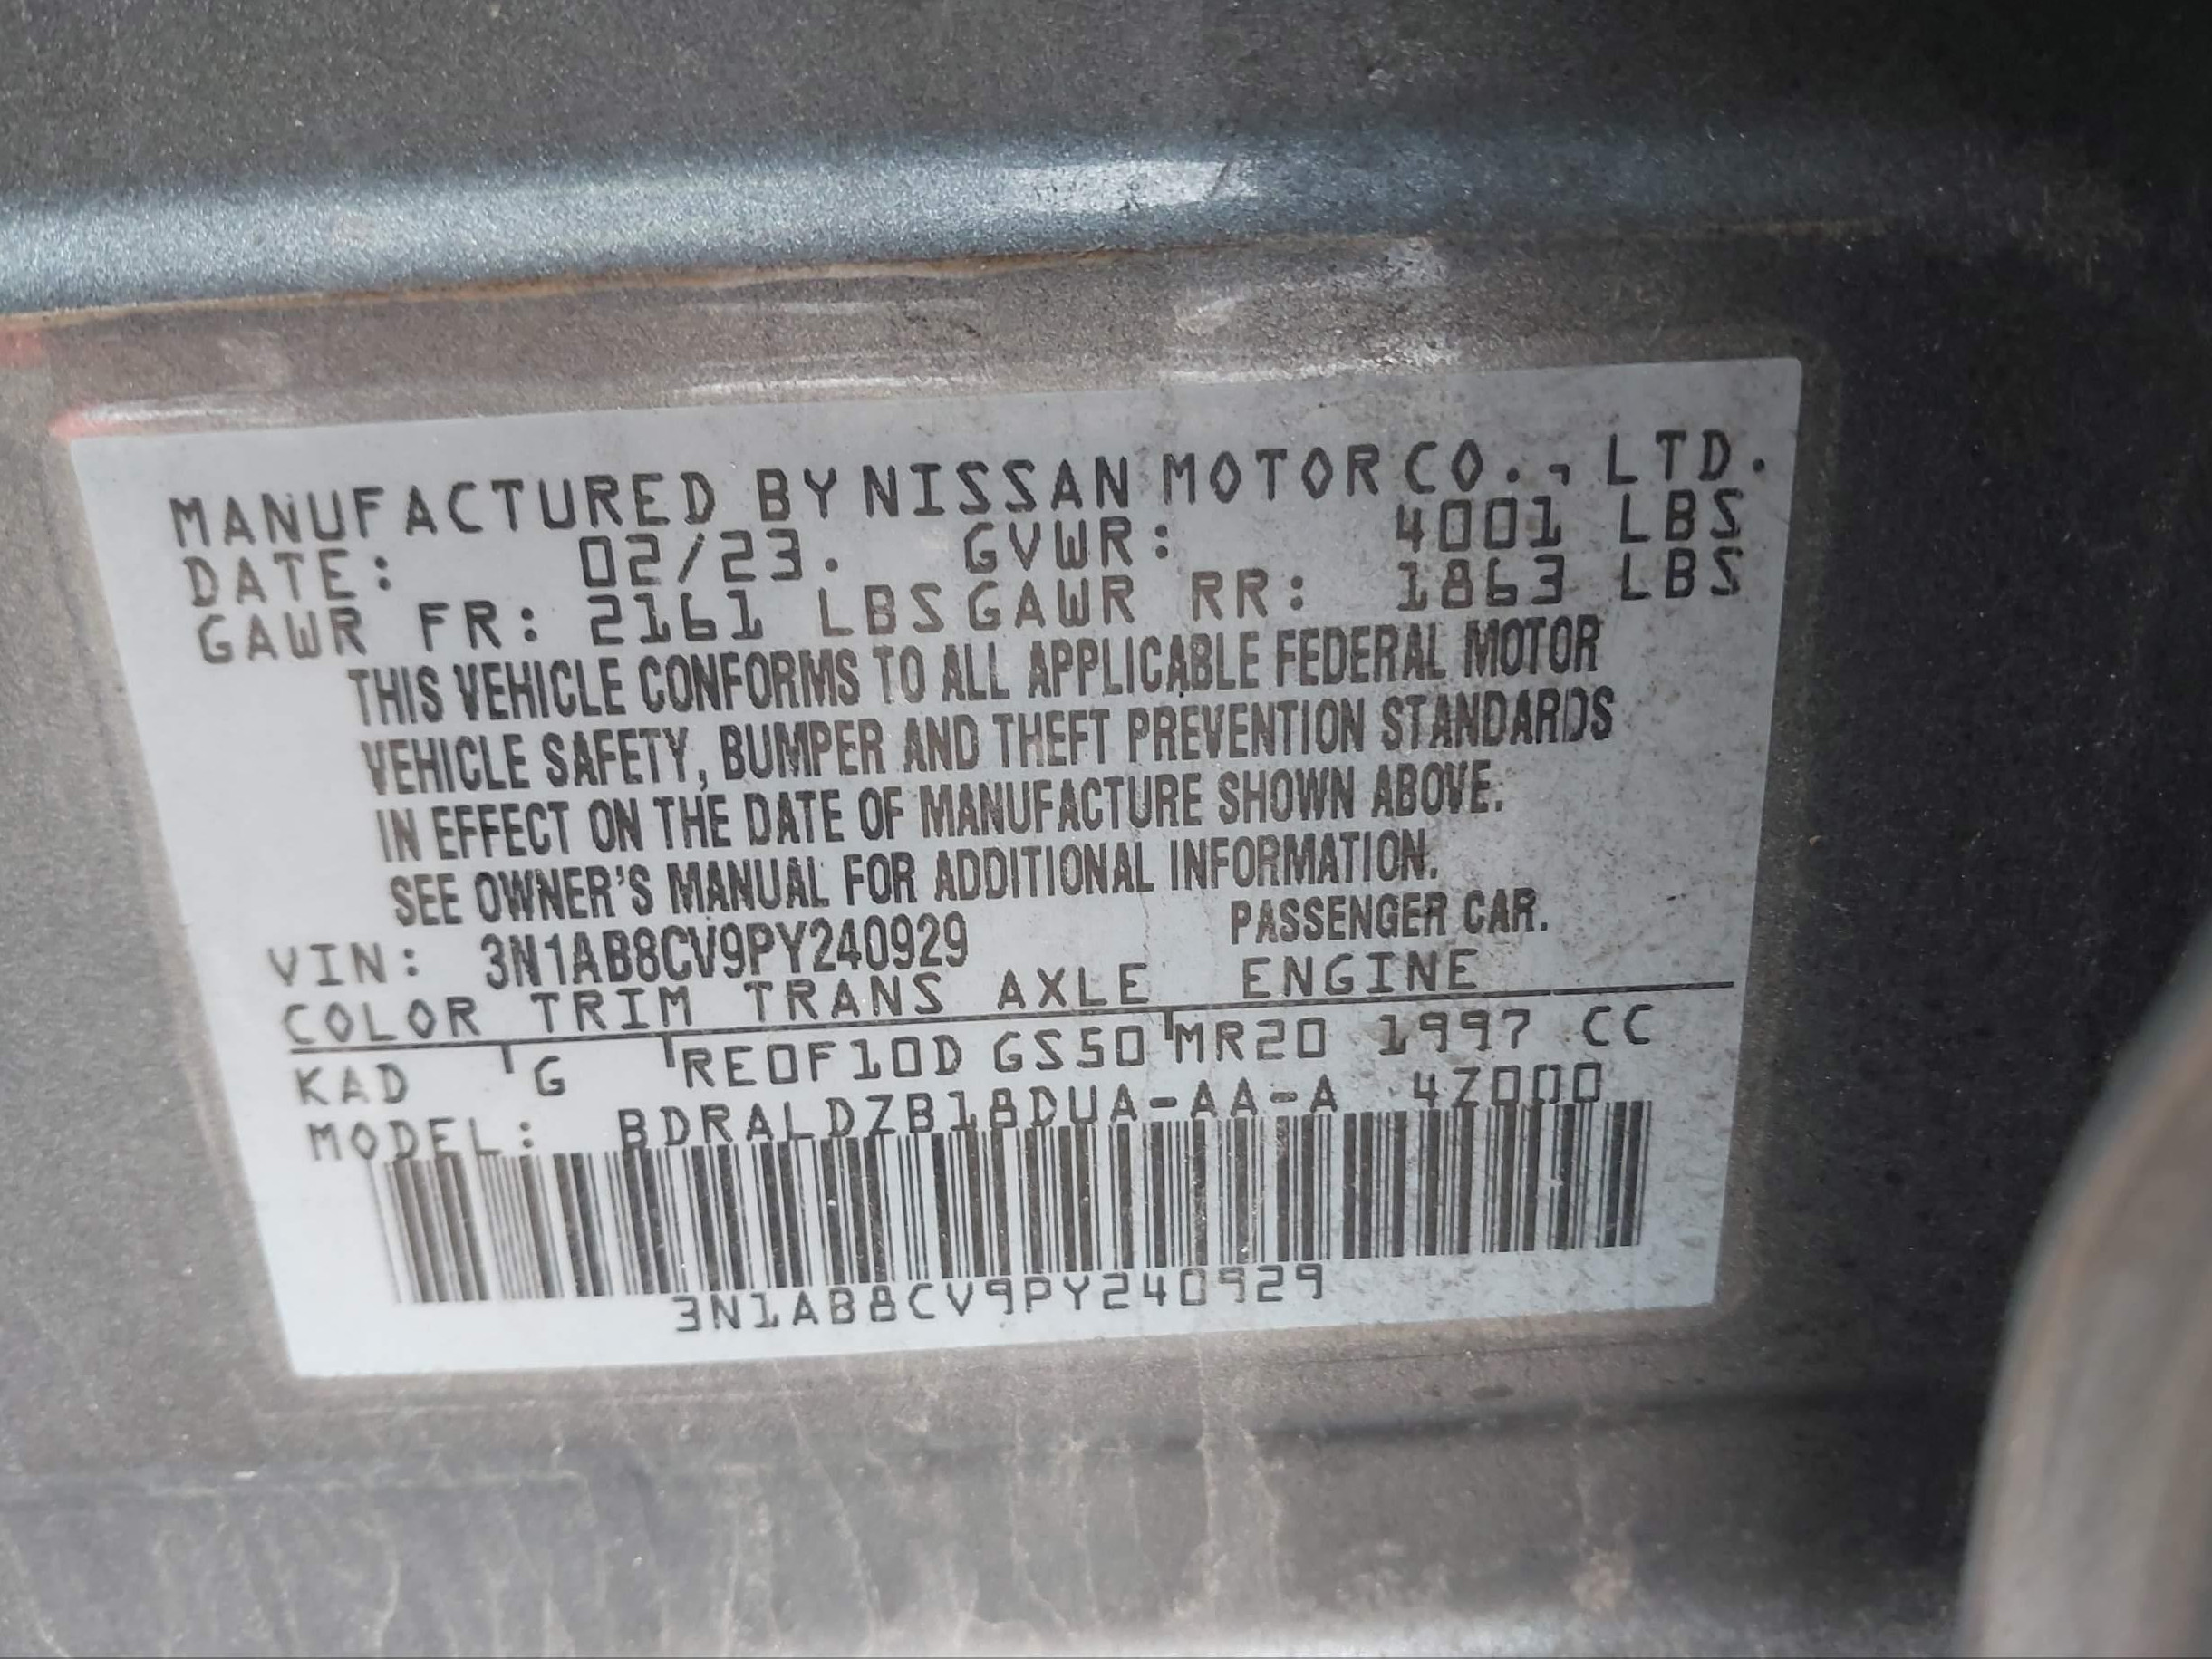 MANUFACTURED BY NISSAN MOTOR CO., LTD.
DATE: 02/23. GVWR: 4001 LBS
GAWR FR: 2161 LBS GAWR RR: 1863 LBS
THIS VEHICLE CONFORMS TO ALL APPLICABLE FEDERAL MOTOR
VEHICLE SAFETY, BUMPER AND THEFT PREVENTION STANDARDS
IN EFFECT ON THE DATE OF MANUFACTURE SHOWN ABOVE.
SEE OWNER'S MANUAL FOR ADDITIONAL INFORMATION.
VIN: 3N1AB8CV9PY240929 PASSENGER CAR.
COLOR TRIM TRANS AXLE ENGINE
KAD G RE0F10D GS50 MR20 1997 CC
MODEL: BDRALDZB18DUA-AA-A 4Z000
3N1AB8CV9PY240929